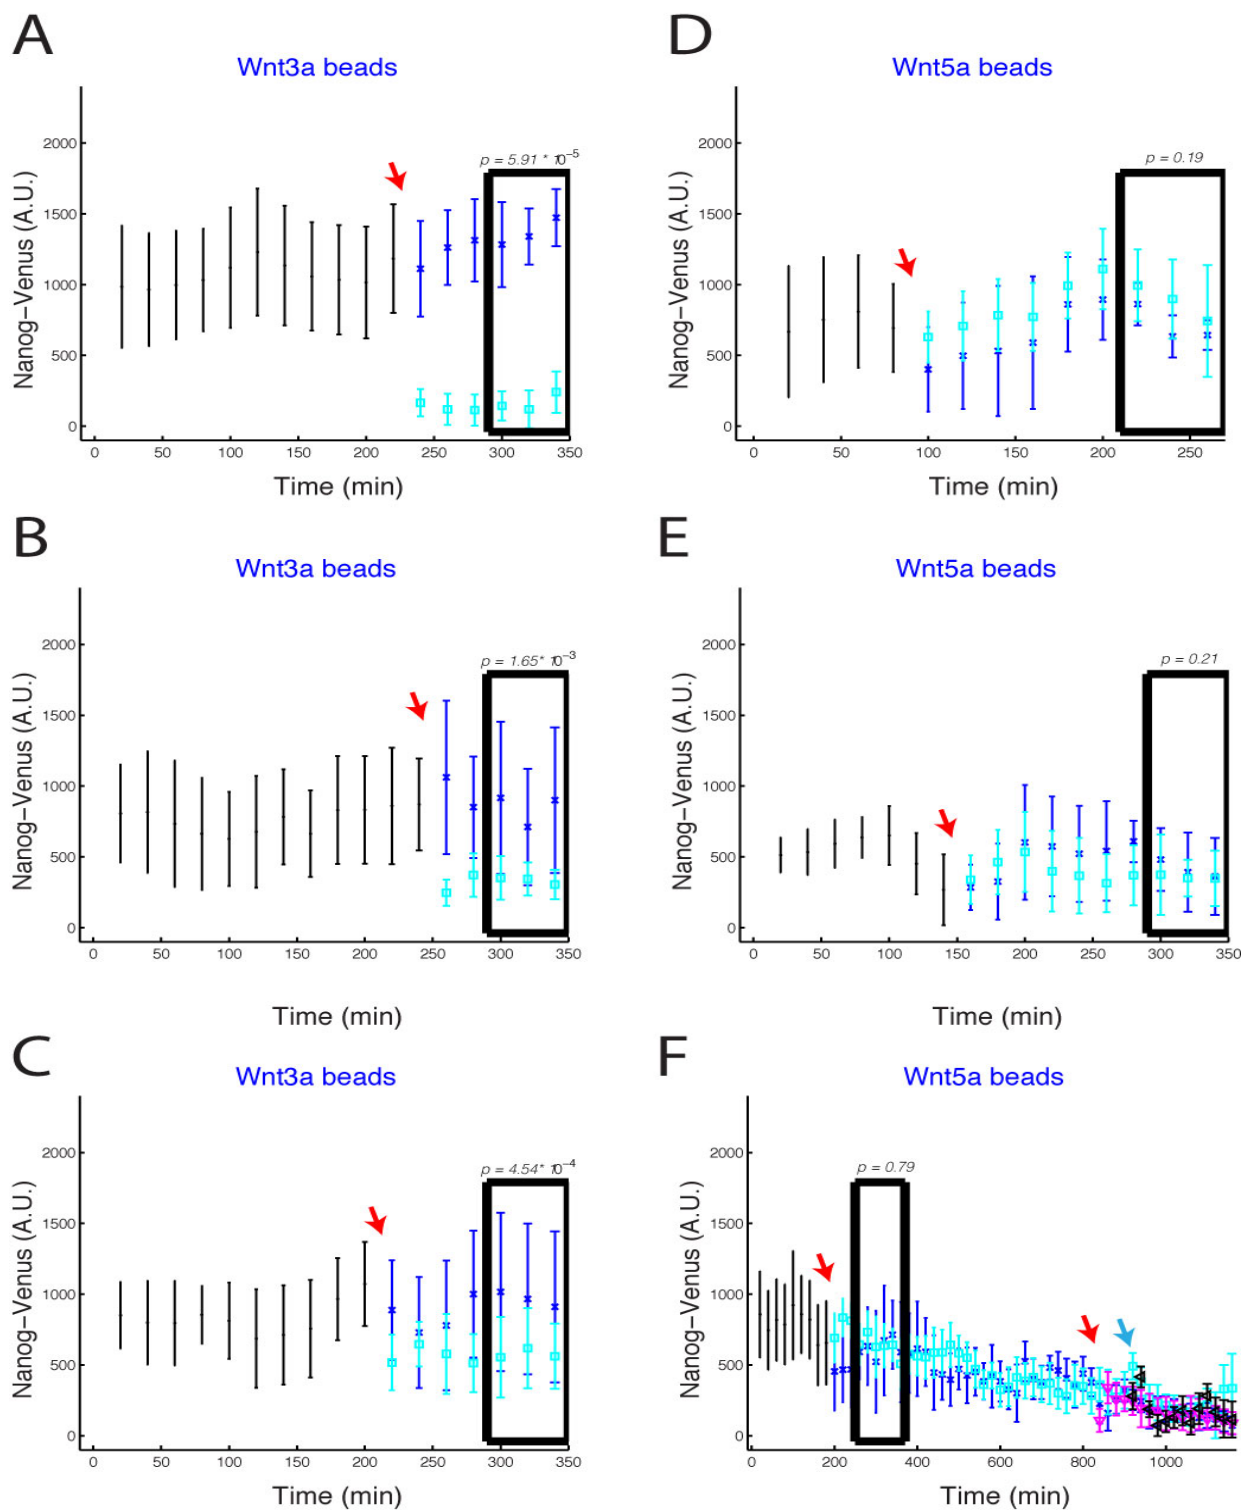 A
Wnt3a beads
Nanog–Venus (A.U.)
2000
1500
1000
500
0
p = 5.91 * 10⁻⁵
0 50 100 150 200 250 300 350
Time (min)
D
Wnt5a beads
Nanog–Venus (A.U.)
2000
1500
1000
500
0
p = 0.19
0 50 100 150 200 250
Time (min)
B
Wnt3a beads
Nanog–Venus (A.U.)
2000
1500
1000
500
0
p = 1.65* 10⁻³
0 50 100 150 200 250 300 350
Time (min)
E
Wnt5a beads
Nanog–Venus (A.U.)
2000
1500
1000
500
0
p = 0.21
0 50 100 150 200 250 300 350
Time (min)
C
Wnt3a beads
Nanog–Venus (A.U.)
2000
1500
1000
500
0
p = 4.54* 10⁻⁴
0 50 100 150 200 250 300 350
Time (min)
F
Wnt5a beads
Nanog–Venus (A.U.)
2000
1500
1000
500
0
p = 0.79
0 200 400 600 800 1000
Time (min)